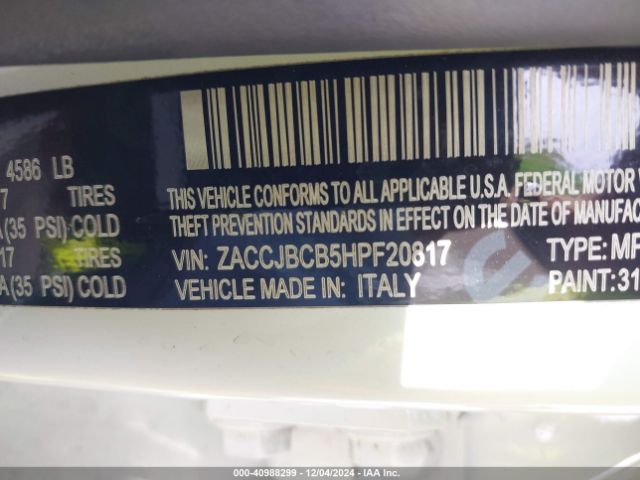 4586 LB
7 TIRES
A(35 PSI)COLD
17 TIRES
A(35 PSI)COLD
THIS VEHICLE CONFORMS TO ALL APPLICABLE U.S.A. FEDERAL MOTOR V
THEFT PREVENTION STANDARDS IN EFFECT ON THE DATE OF MANUFAC
VIN: ZACCJBCB5HPF20817 TYPE: MP
VEHICLE MADE IN: ITALY PAINT: 31
000-40988299 - 12/04/2024 - IAA Inc.